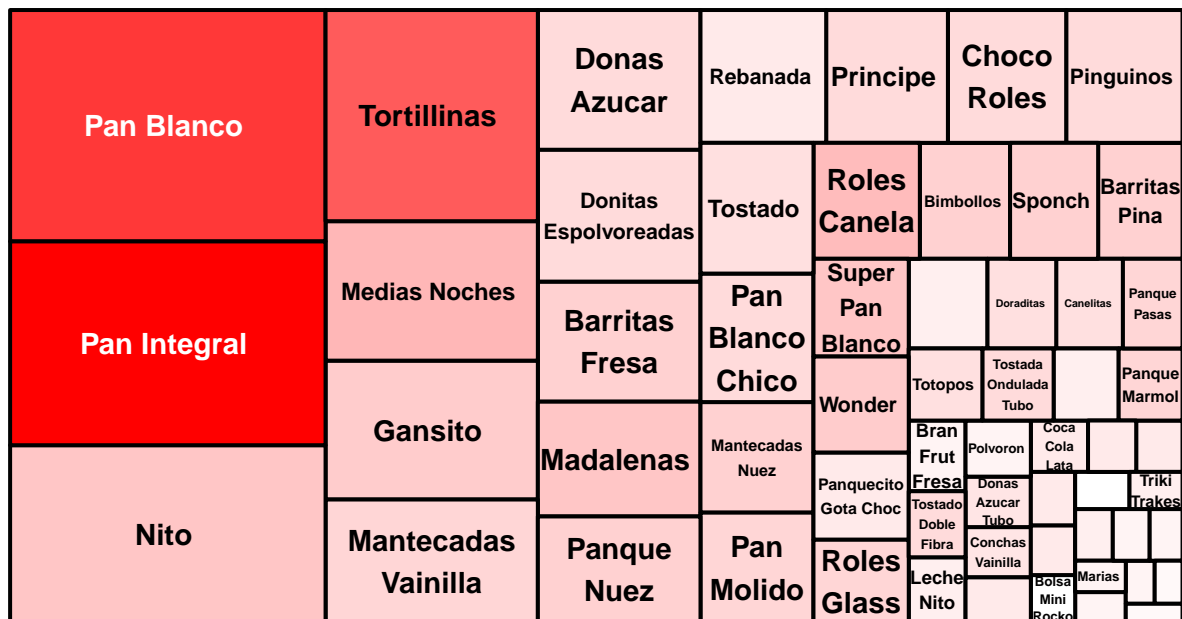 Pan Blanco
Pan Integral
Nito
Tortillinas
Medias Noches
Gansito
Mantecadas
Vainilla
Donas
Azucar
Donitas
Espolvoreadas
Barritas
Fresa
Madalenas
Panque
Nuez
Rebanada
Principe
Choco
Roles
Pinguinos
Tostado
Pan
Blanco
Chico
Mantecadas
Nuez
Pan
Molido
Roles
Canela
Bimbollos
Sponch
Barritas
Pina
Super
Pan
Blanco
Wonder
Panquecito
Gota Choc
Roles
Glass
Doraditas
Canelitas
Panque
Pasas
Totopos
Tostada
Ondulada
Tubo
Panque
Marmol
Bran
Frut
Fresa
Tostado
Doble
Fibra
Leche
Nito
Polvoron
Donas
Azucar
Tubo
Conchas
Vainilla
Coca
Cola
Lata
Bolsa
Mini
Rocko
Triki
Trakes
Marias